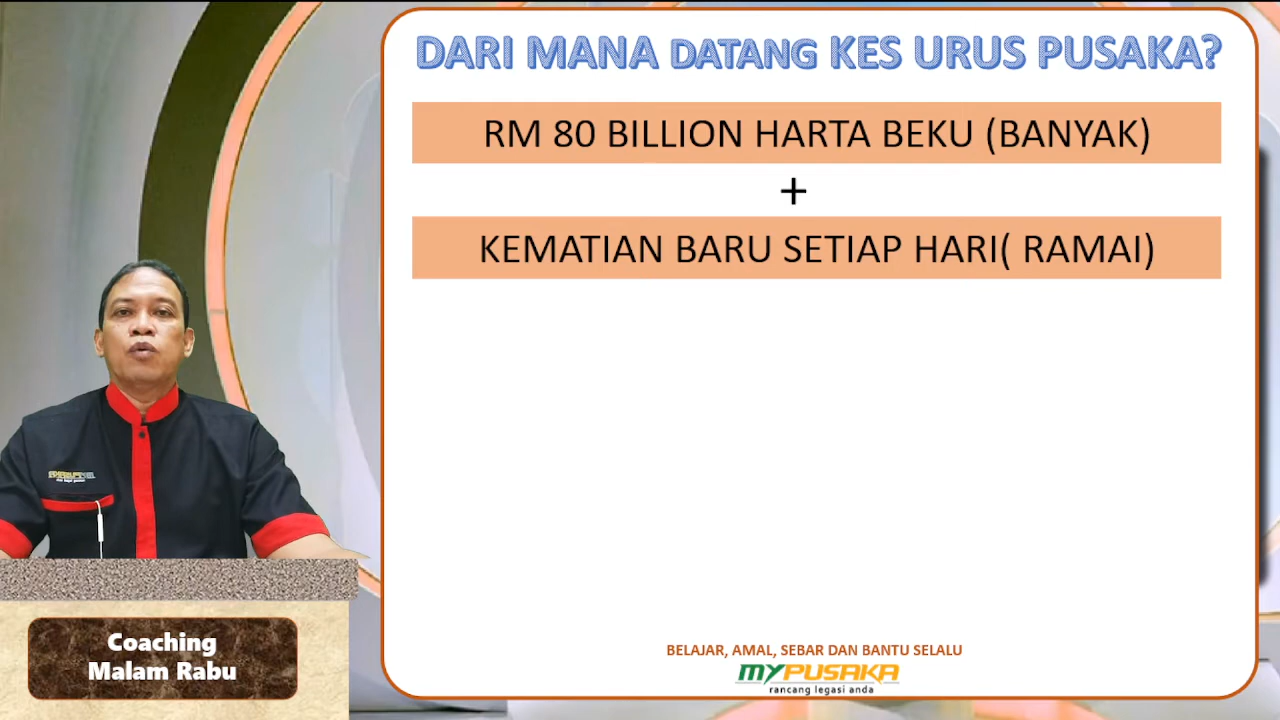 DARI MANA DATANG KES URUS PUSAKA?
RM 80 BILLION HARTA BEKU (BANYAK)
+
KEMATIAN BARU SETIAP HARI( RAMAI)
Coaching
Malam Rabu
BELAJAR, AMAL, SEBAR DAN BANTU SELALU
MYPUSAKA
rancang legasi anda